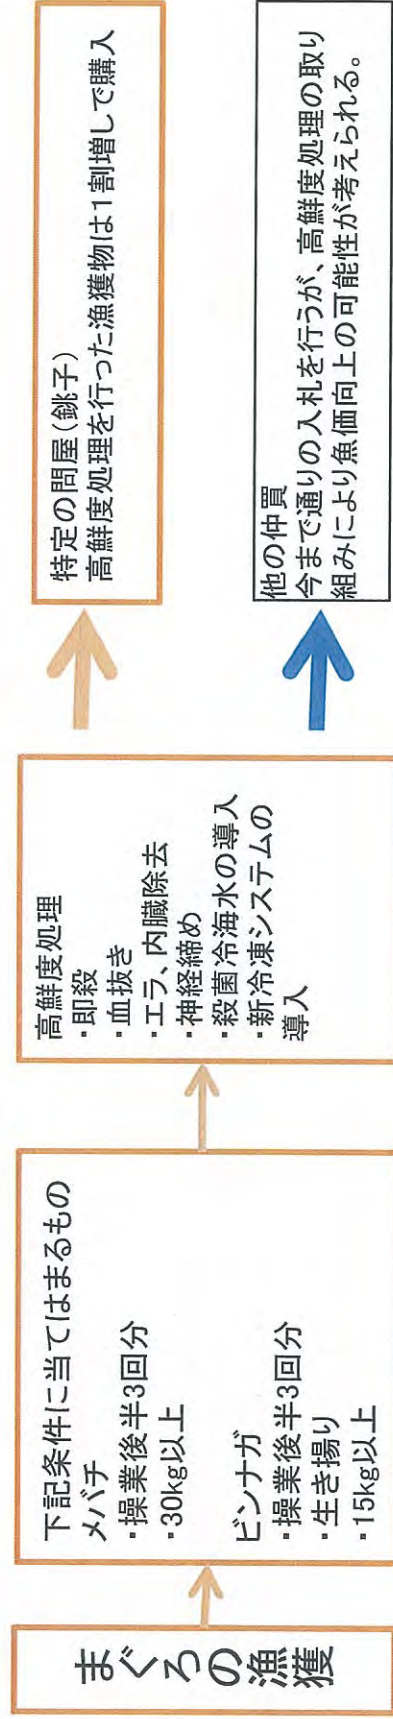 まぐろの漁獲
下記条件に当てはまるもの
メバチ
・操業後半3回分
・30kg以上
ビンナガ
・操業後半3回分
・生き揚り
・15kg以上
高鮮度処理
・即殺
・血抜き
・エラ、内臓除去
・神経締め
・殺菌冷海水の導入
・新冷凍システムの
導入
特定の問屋(銚子)
高鮮度処理を行った漁獲物は1割増しで購入
他の仲買
今まで通りの入札を行うが、高鮮度処理の取り
組みにより魚価向上の可能性が考えられる。